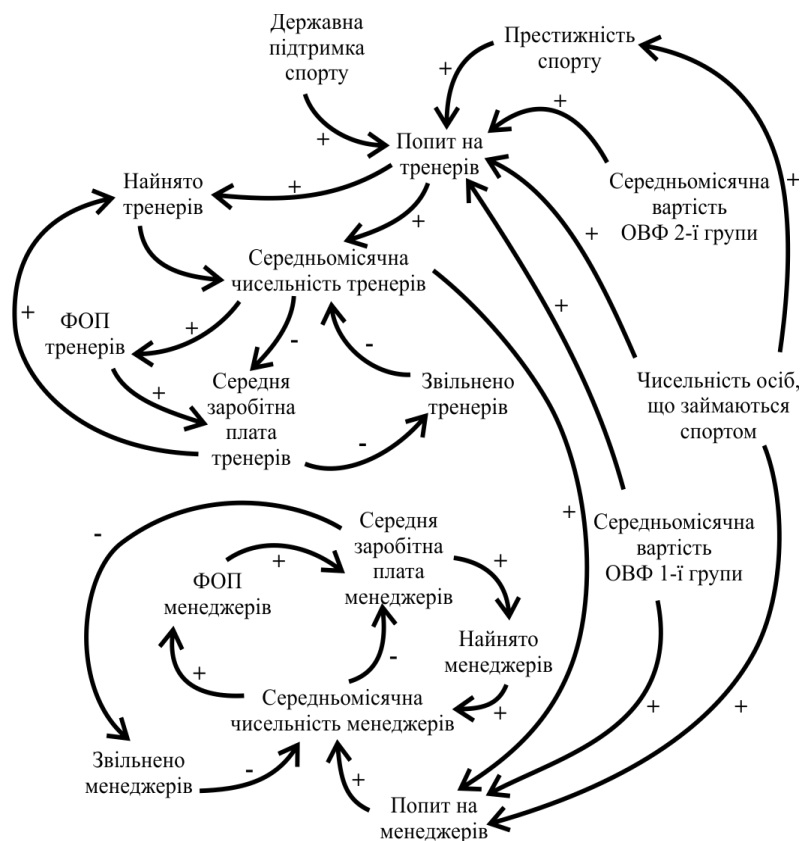 Державна
підтримка
спорту
Престижність
спорту
+
+
+
Попит на
тренерів
Найнято
тренерів
+
+
Середньомісячна
вартість
ОВФ 2-ї групи
+
+
Середньомісячна
чисельність тренерів
+
ФОП
тренерів
+
-
-
+
Середня
заробітна
плата
тренерів
+
Звільнено
тренерів
-
Чисельність осіб,
що займаються
спортом
-
Середня
заробітна
плата
менеджерів
+
Середньомісячна
вартість
ОВФ 1-ї групи
ФОП
менеджерів
+
+
Найнято
менеджерів
+
-
Середньомісячна
чисельність менеджерів
+
+
+
Звільнено
менеджерів
-
+
Попит на
менеджерів